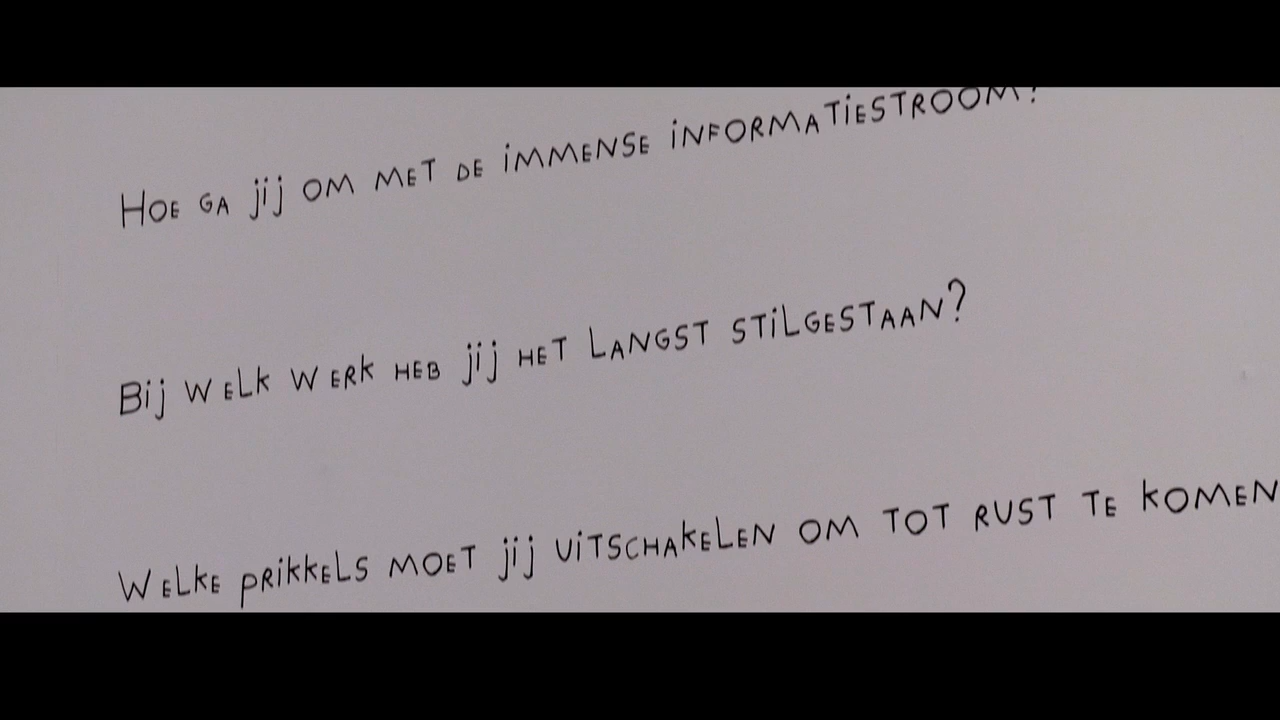 Hoe ga jij om met de immense informatiestroom?
Bij welk werk heb jij het langst stilgestaan?
Welke prikkels moet jij uitschakelen om tot rust te komen